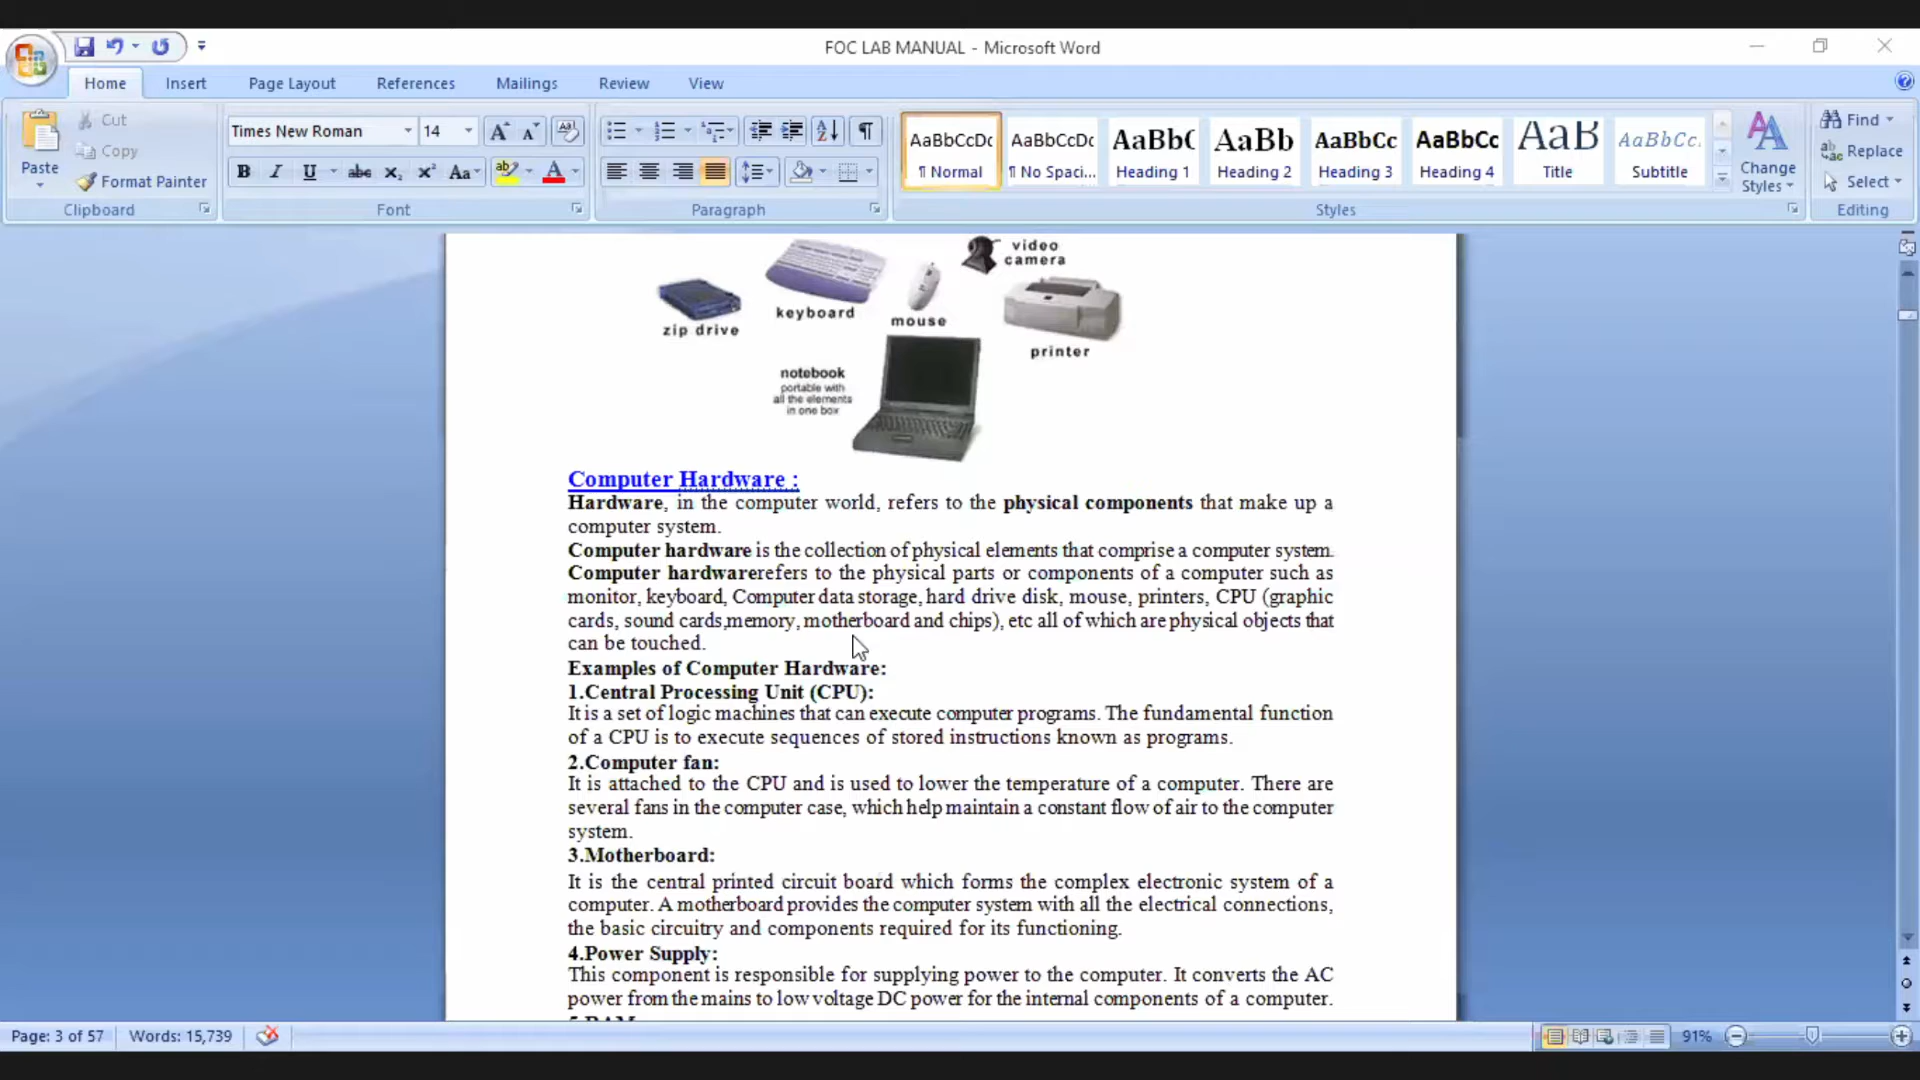 FOC LAB MANUAL - Microsoft Word
Home Insert Page Layout References Mailings Review View
Paste
Cut
Copy
Format Painter
Clipboard
Times New Roman 14
B I U abc X₂ X² Aa A
Font
Paragraph
AaBbCcDc AaBbCcDc AaBbC AaBb AaBbCc AaBbCc AaB AaBbCc.
¶ Normal ¶ No Spaci... Heading 1 Heading 2 Heading 3 Heading 4 Title Subtitle
Change
Styles
Styles
Find
Replace
Select
Editing
video
camera
keyboard
mouse
zip drive
printer
notebook
portable with
all the elements
in one box
Computer Hardware :
Hardware, in the computer world, refers to the physical components that make up a
computer system.
Computer hardware is the collection of physical elements that comprise a computer system.
Computer hardwarerefers to the physical parts or components of a computer such as
monitor, keyboard, Computer data storage, hard drive disk, mouse, printers, CPU (graphic
cards, sound cards,memory, motherboard and chips), etc all of which are physical objects that
can be touched.
Examples of Computer Hardware:
1.Central Processing Unit (CPU):
It is a set of logic machines that can execute computer programs. The fundamental function
of a CPU is to execute sequences of stored instructions known as programs.
2.Computer fan:
It is attached to the CPU and is used to lower the temperature of a computer. There are
several fans in the computer case, which help maintain a constant flow of air to the computer
system.
3.Motherboard:
It is the central printed circuit board which forms the complex electronic system of a
computer. A motherboard provides the computer system with all the electrical connections,
the basic circuitry and components required for its functioning.
4.Power Supply:
This component is responsible for supplying power to the computer. It converts the AC
power from the mains to low voltage DC power for the internal components of a computer.
5.RAM
Page: 3 of 57 Words: 15,739 91%